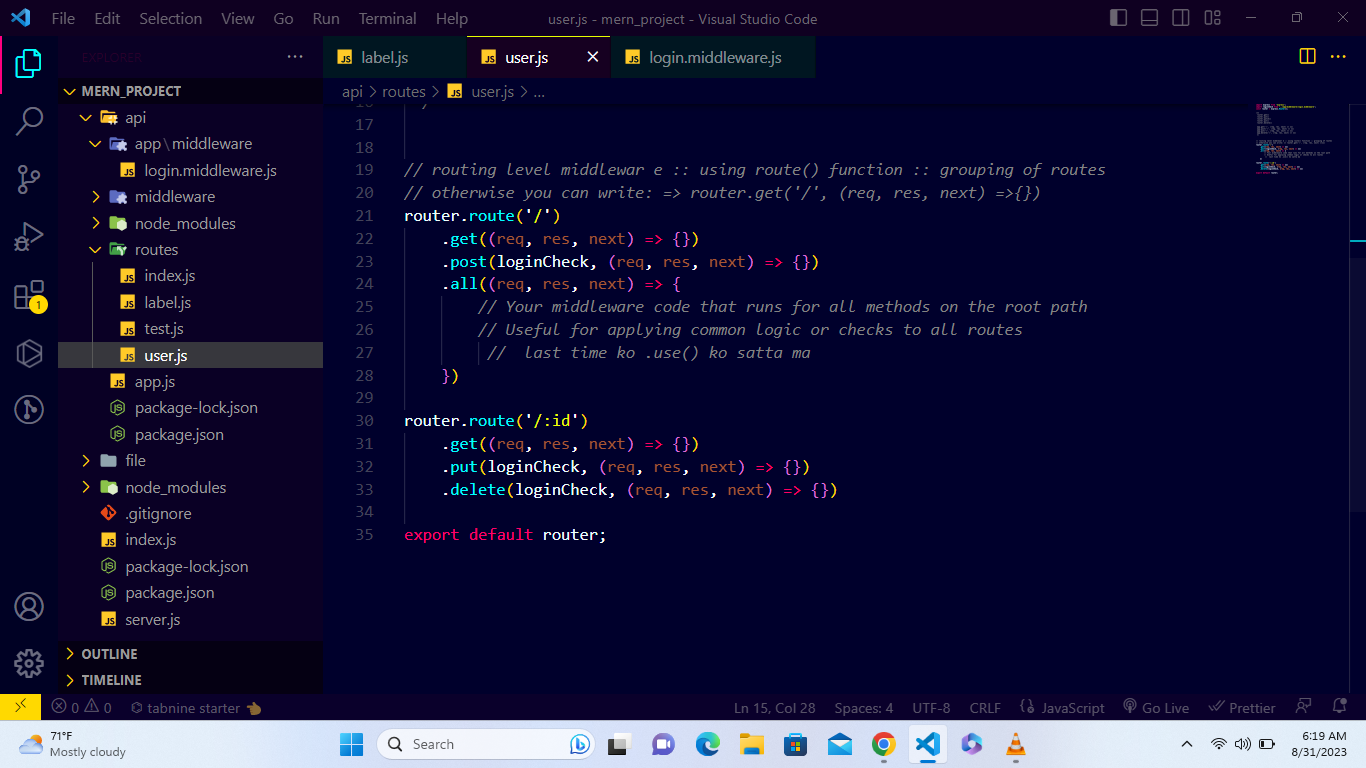 File Edit Selection View Go Run Terminal Help
user.js - mern_project - Visual Studio Code
EXPLORER
label.js
user.js
login.middleware.js
MERN_PROJECT
api
app\middleware
login.middleware.js
middleware
node_modules
routes
index.js
label.js
test.js
user.js
app.js
package-lock.json
package.json
file
node_modules
.gitignore
index.js
package-lock.json
package.json
server.js
OUTLINE
TIMELINE
1
api > routes > JS user.js > ...
16
17
18
19 // routing level middlewar e :: using route() function :: grouping of routes
20 // otherwise you can write: => router.get('/', (req, res, next) =>{})
21 router.route('/')
22 .get((req, res, next) => {})
23 .post(loginCheck, (req, res, next) => {})
24 .all((req, res, next) => {
25 // Your middleware code that runs for all methods on the root path
26 // Useful for applying common logic or checks to all routes
27 //  last time ko .use() ko satta ma
28 })
29
30 router.route('/:id')
31 .get((req, res, next) => {})
32 .put(loginCheck, (req, res, next) => {})
33 .delete(loginCheck, (req, res, next) => {})
34
35 export default router;
0 0 tabnine starter
Ln 15, Col 28 Spaces: 4 UTF-8 CRLF JavaScript Go Live Prettier
71°F
Mostly cloudy
Search
6:19 AM
8/31/2023